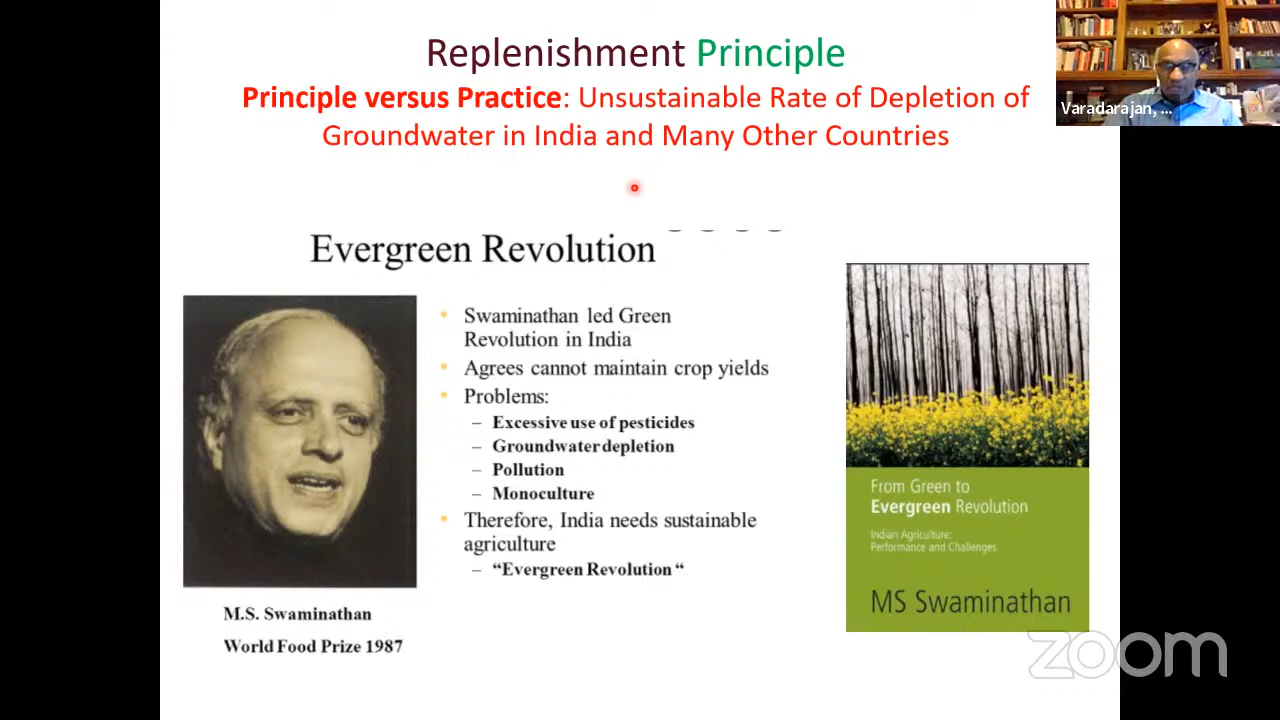 Replenishment Principle
Principle versus Practice: Unsustainable Rate of Depletion of
Groundwater in India and Many Other Countries
Varadarajan, ...
Evergreen Revolution
• Swaminathan led Green
Revolution in India
• Agrees cannot maintain crop yields
• Problems:
– Excessive use of pesticides
– Groundwater depletion
– Pollution
– Monoculture
• Therefore, India needs sustainable
agriculture
– “Evergreen Revolution “
M.S. Swaminathan
World Food Prize 1987
From Green to
Evergreen Revolution
Indian Agriculture:
Performance and Challenges
MS Swaminathan
zoom